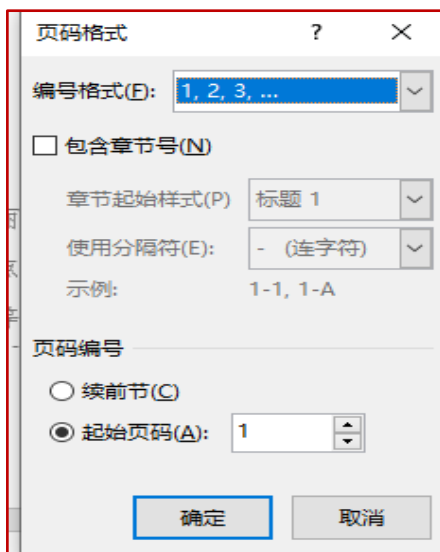 页码格式 ?
编号格式(F): 1, 2, 3, ...
包含章节号(N)
章节起始样式(P) 标题 1
使用分隔符(E): - (连字符)
示例: 1-1, 1-A
页码编号
续前节(C)
起始页码(A): 1
确定 取消